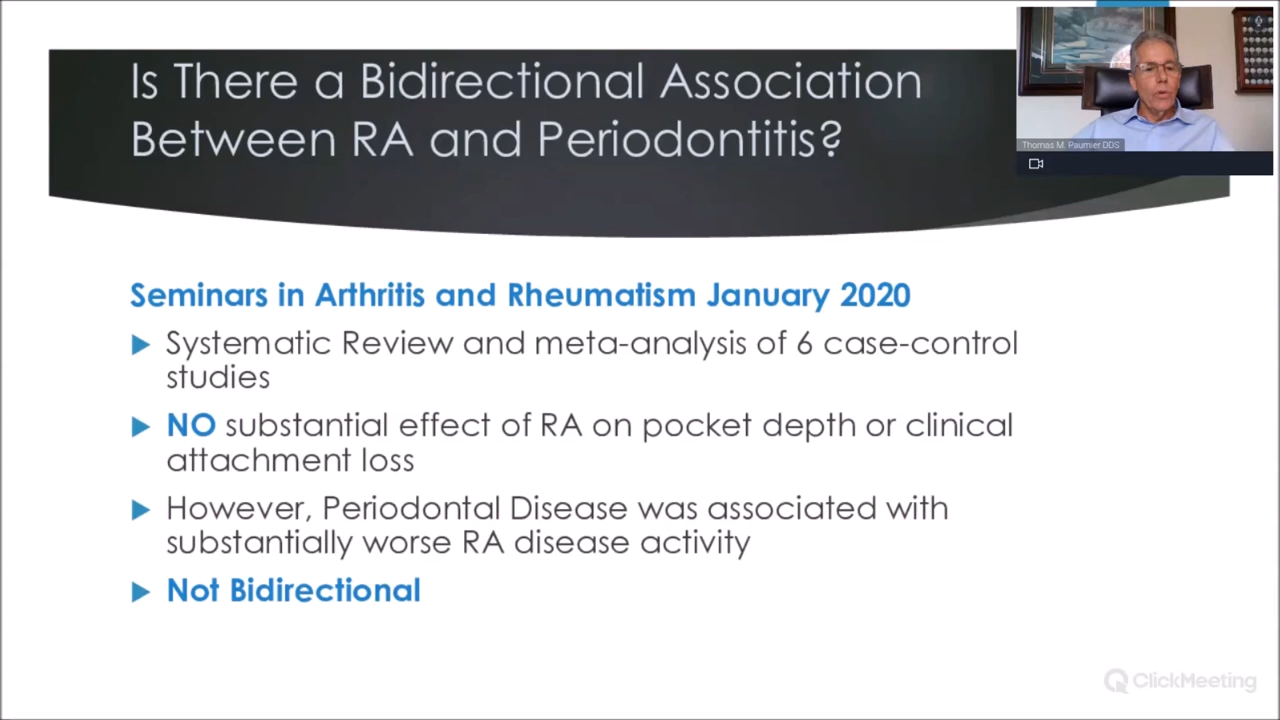 Is There a Bidirectional Association
Between RA and Periodontitis?
Thomas M. Paumier DDS
Seminars in Arthritis and Rheumatism January 2020
Systematic Review and meta-analysis of 6 case-control
studies
NO substantial effect of RA on pocket depth or clinical
attachment loss
However, Periodontal Disease was associated with
substantially worse RA disease activity
Not Bidirectional
ClickMeeting